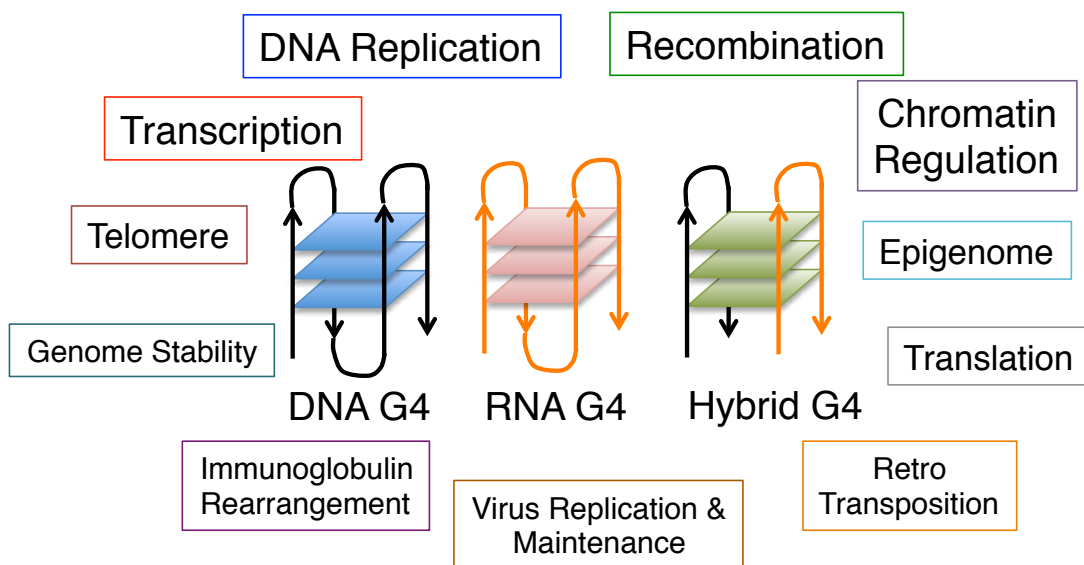 DNA Replication
Recombination
Transcription
Chromatin
Regulation
Telomere
Epigenome
Genome Stability
Translation
DNA G4
RNA G4
Hybrid G4
Immunoglobulin
Rearrangement
Virus Replication &
Maintenance
Retro
Transposition